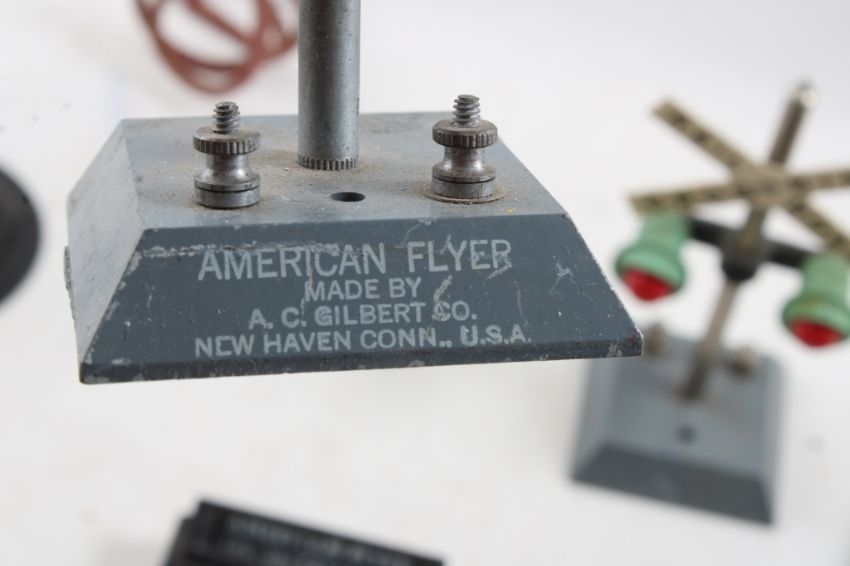 AMERICAN FLYER
MADE BY
A. C. GILBERT CO.
NEW HAVEN CONN., U.S.A.